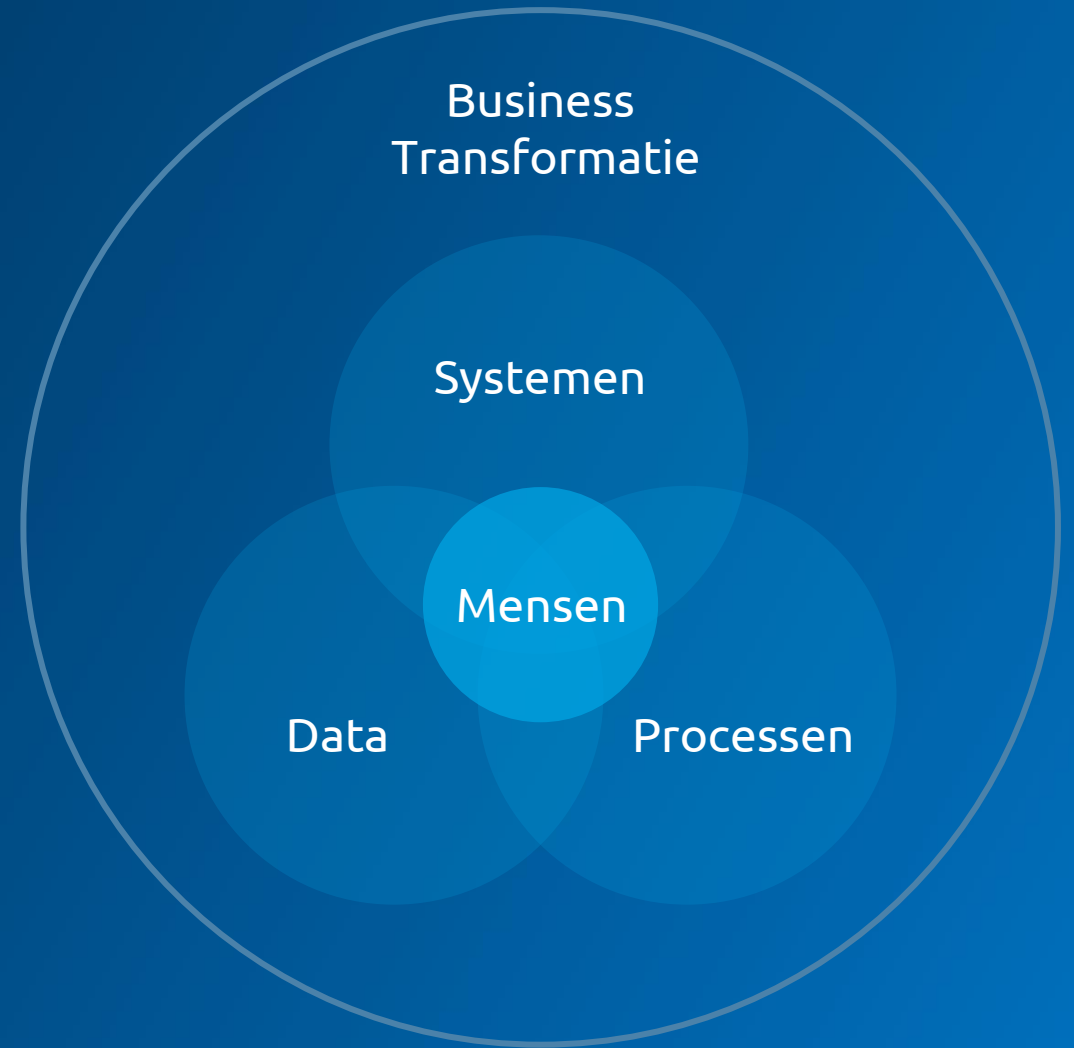 Business
Transformatie
Systemen
Mensen
Data
Processen